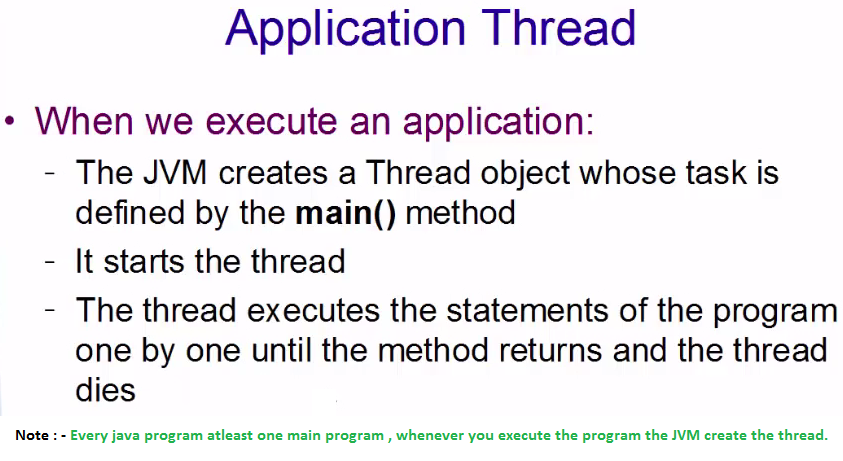 Application Thread
• When we execute an application:
– The JVM creates a Thread object whose task is
defined by the main() method
– It starts the thread
– The thread executes the statements of the program
one by one until the method returns and the thread
dies
Note : - Every java program atleast one main program , whenever you execute the program the JVM create the thread.